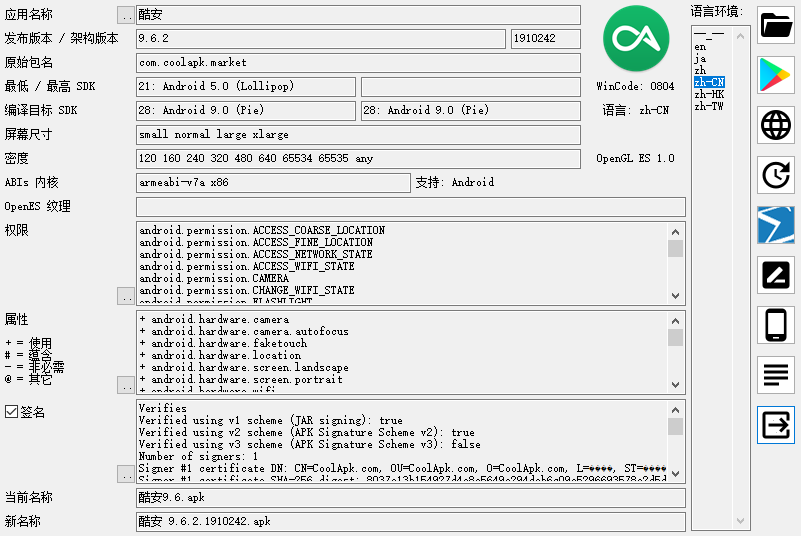 应用名称 .. 酷安
发布版本 / 架构版本 9.6.2 1910242
原始包名 com.coolapk.market
最低 / 最高 SDK 21: Android 5.0 (Lollipop)
编译目标 SDK 28: Android 9.0 (Pie) 28: Android 9.0 (Pie)
屏幕尺寸 small normal large xlarge
密度 120 160 240 320 480 640 65534 65535 any
ABIs 内核 armeabi-v7a x86 支持: Android
OpenES 纹理
权限
android.permission.ACCESS_COARSE_LOCATION
android.permission.ACCESS_FINE_LOCATION
android.permission.ACCESS_NETWORK_STATE
android.permission.ACCESS_WIFI_STATE
android.permission.CAMERA
android.permission.CHANGE_WIFI_STATE
android.permission.FLASHLIGHT
..
属性
+ = 使用
# = 蕴含
- = 非必需
@ = 其它
+ android.hardware.camera
+ android.hardware.camera.autofocus
+ android.hardware.faketouch
+ android.hardware.location
+ android.hardware.screen.landscape
+ android.hardware.screen.portrait
+ android.hardware.wifi
..
签名
Verifies
Verified using v1 scheme (JAR signing): true
Verified using v2 scheme (APK Signature Scheme v2): true
Verified using v3 scheme (APK Signature Scheme v3): false
Number of signers: 1
Signer #1 certificate DN: CN=CoolApk.com, OU=CoolApk.com, O=CoolApk.com, L=����, ST=����
Signer #1 certificate SHA-256 digest:
..
当前名称 酷安9.6.apk
新名称 酷安 9.6.2.1910242.apk
WinCode: 0804
语言: zh-CN
OpenGL ES 1.0
语言环境:
--_--
en
ja
zh
zh-CN
zh-HK
zh-TW